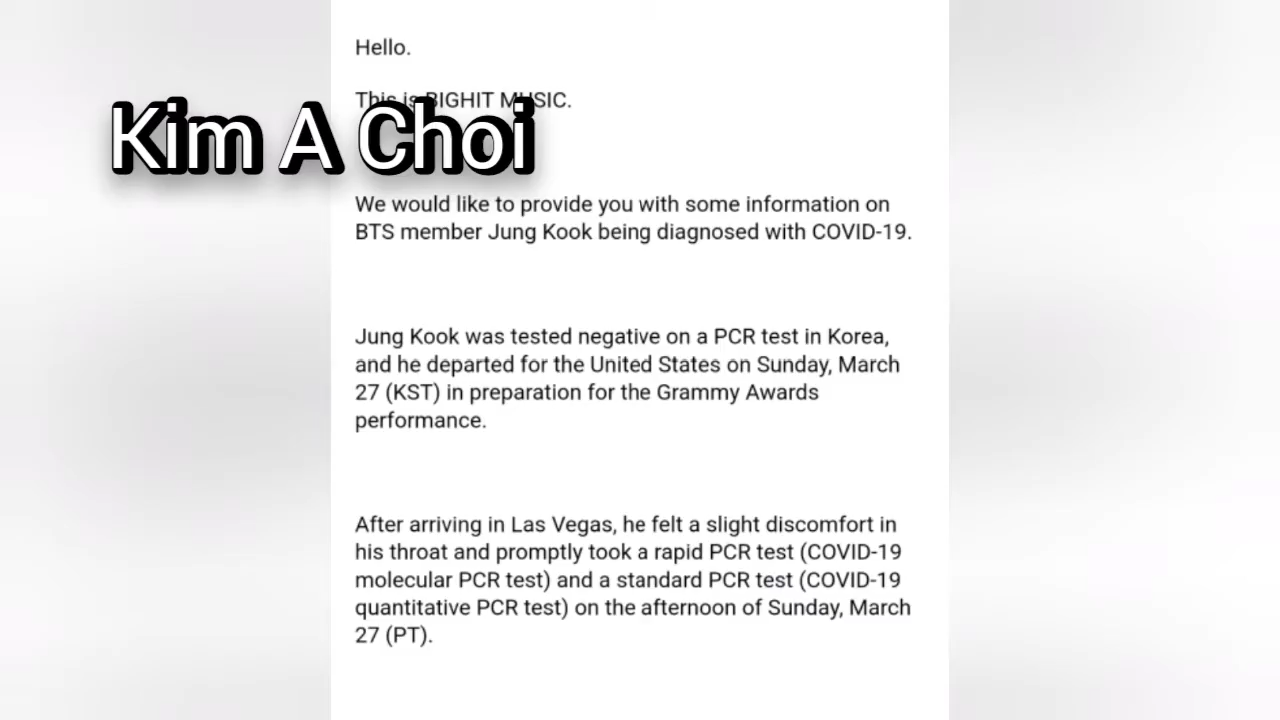 Hello.
This is BIGHIT MUSIC.
Kim A Choi
We would like to provide you with some information on
BTS member Jung Kook being diagnosed with COVID-19.
Jung Kook was tested negative on a PCR test in Korea,
and he departed for the United States on Sunday, March
27 (KST) in preparation for the Grammy Awards
performance.
After arriving in Las Vegas, he felt a slight discomfort in
his throat and promptly took a rapid PCR test (COVID-19
molecular PCR test) and a standard PCR test (COVID-19
quantitative PCR test) on the afternoon of Sunday, March
27 (PT).